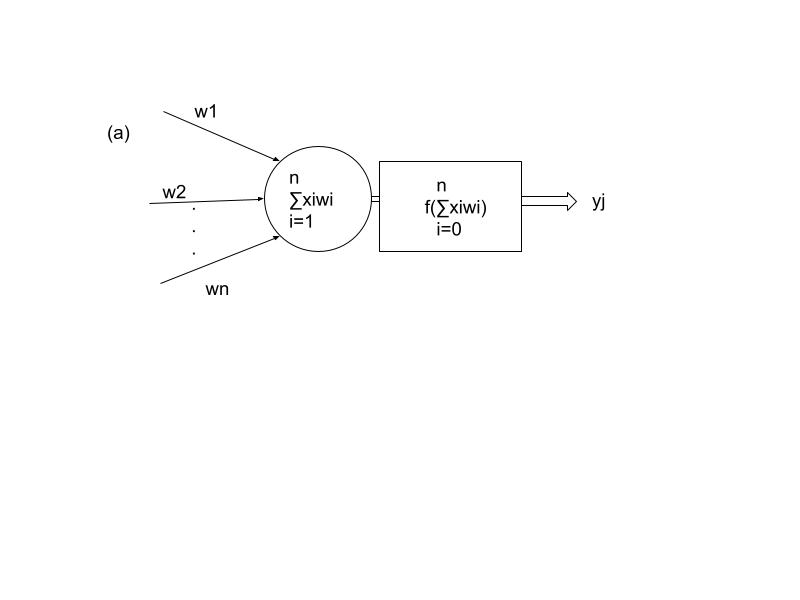 w1
(a)
w2
n
∑xiwi
i=1
n
f(∑xiwi)
i=0
yj
.
.
.
wn